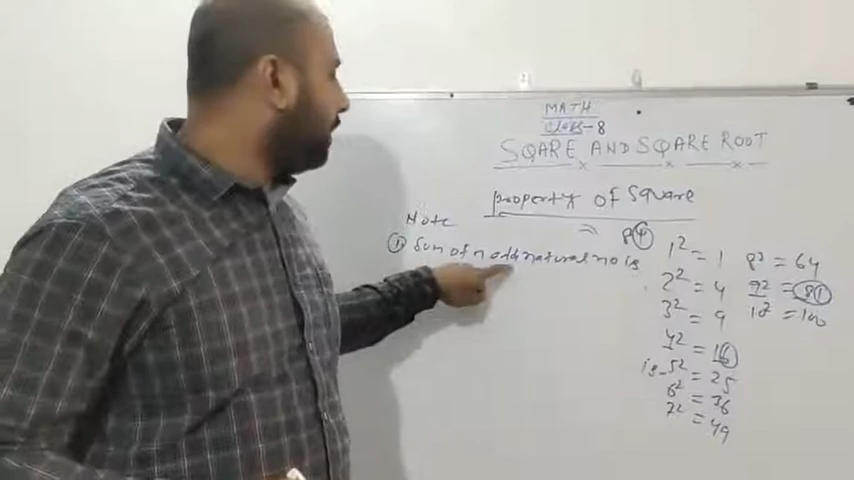 MATH
Class-8
SQARE AND SQARE ROOT
property of square
Note
① Sum of n odd natural no is
1² = 1
2² = 4
3² = 9
4² = 16
is 5² = 25
6² = 36
7² = 49
8² = 64
9² = 81
10² = 100